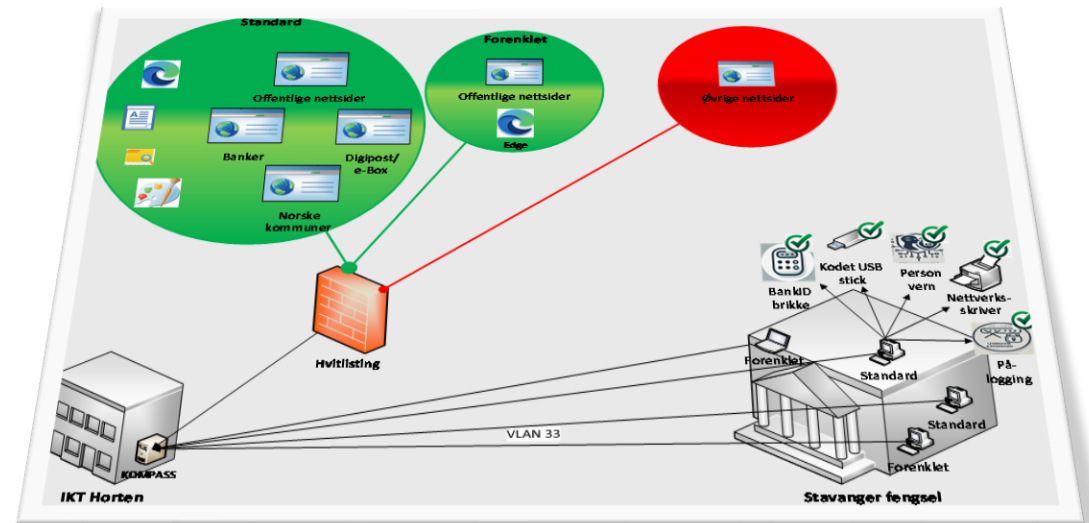 Standard
Offentlige nettsider
Banker
Digipost/
e-Box
Norske
kommuner
Forenklet
Offentlige nettsider
Edge
Øvrige nettsider
Hvitlisting
BankID
brikke
Kodet USB
stick
Person
vern
Nettverks-
skriver
På-
logging
Forenklet
Standard
Standard
Forenklet
VLAN 33
KOMPASS
IKT Horten
Stavanger fengsel